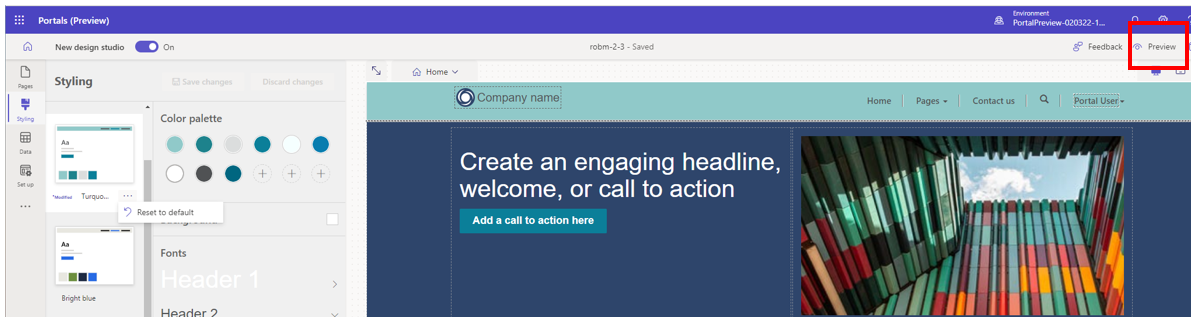 Portals (Preview)
Environment
PortalPreview-020322-1...
New design studio
On
robm-2-3 - Saved
Feedback
Preview
Pages
Styling
Data
Set up
Styling
Save changes
Discard changes
Aa
*Modified
Turquo...
Reset to default
Aa
Bright blue
Color palette
Fonts
Header 1
Header 2
Home
Company name
Home
Pages
Contact us
Portal User
Create an engaging headline,
welcome, or call to action
Add a call to action here